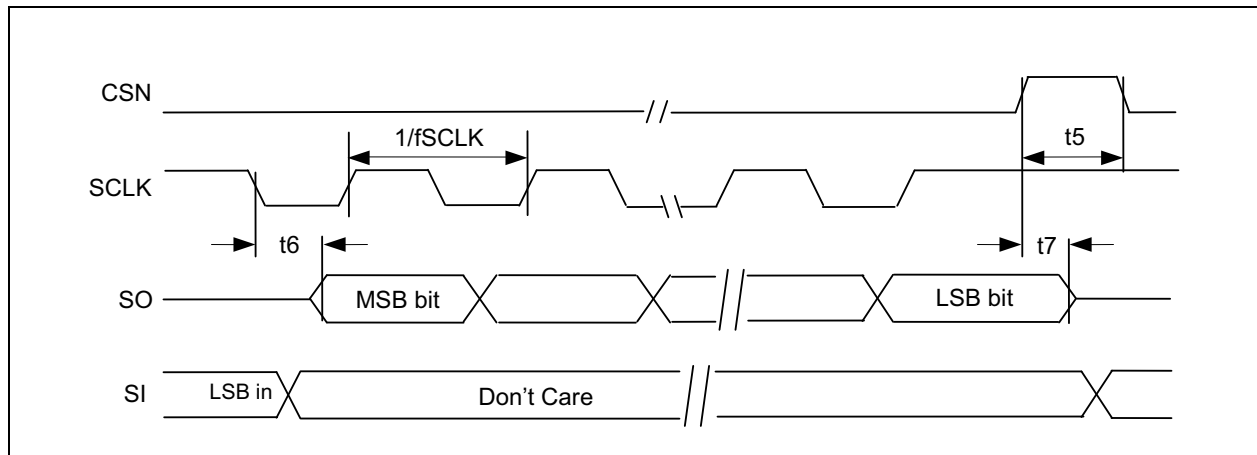 CSN
1/fSCLK
t5
SCLK
t6
t7
SO
MSB bit
LSB bit
SI
LSB in
Don't Care